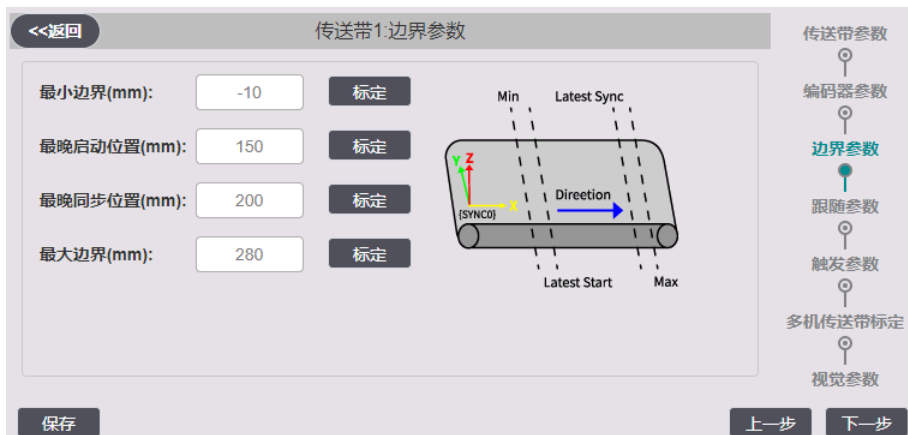 <<返回
传送带1:边界参数
最小边界(mm):
-10
标定
最晚启动位置(mm):
150
标定
最晚同步位置(mm):
200
标定
最大边界(mm):
280
标定
Min
Latest Sync
Y
Z
X
{SYNC0}
Direction
Latest Start
Max
传送带参数
编码器参数
边界参数
跟随参数
触发参数
多机传送带标定
视觉参数
保存
上一步
下一步